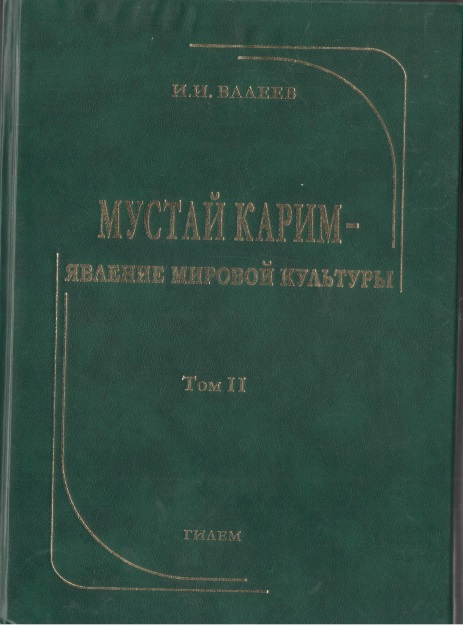 И.И. ВАЛЕЕВ
МУСТАЙ КАРИМ –
ЯВЛЕНИЕ МИРОВОЙ КУЛЬТУРЫ
Том II
ГИЛЕМ